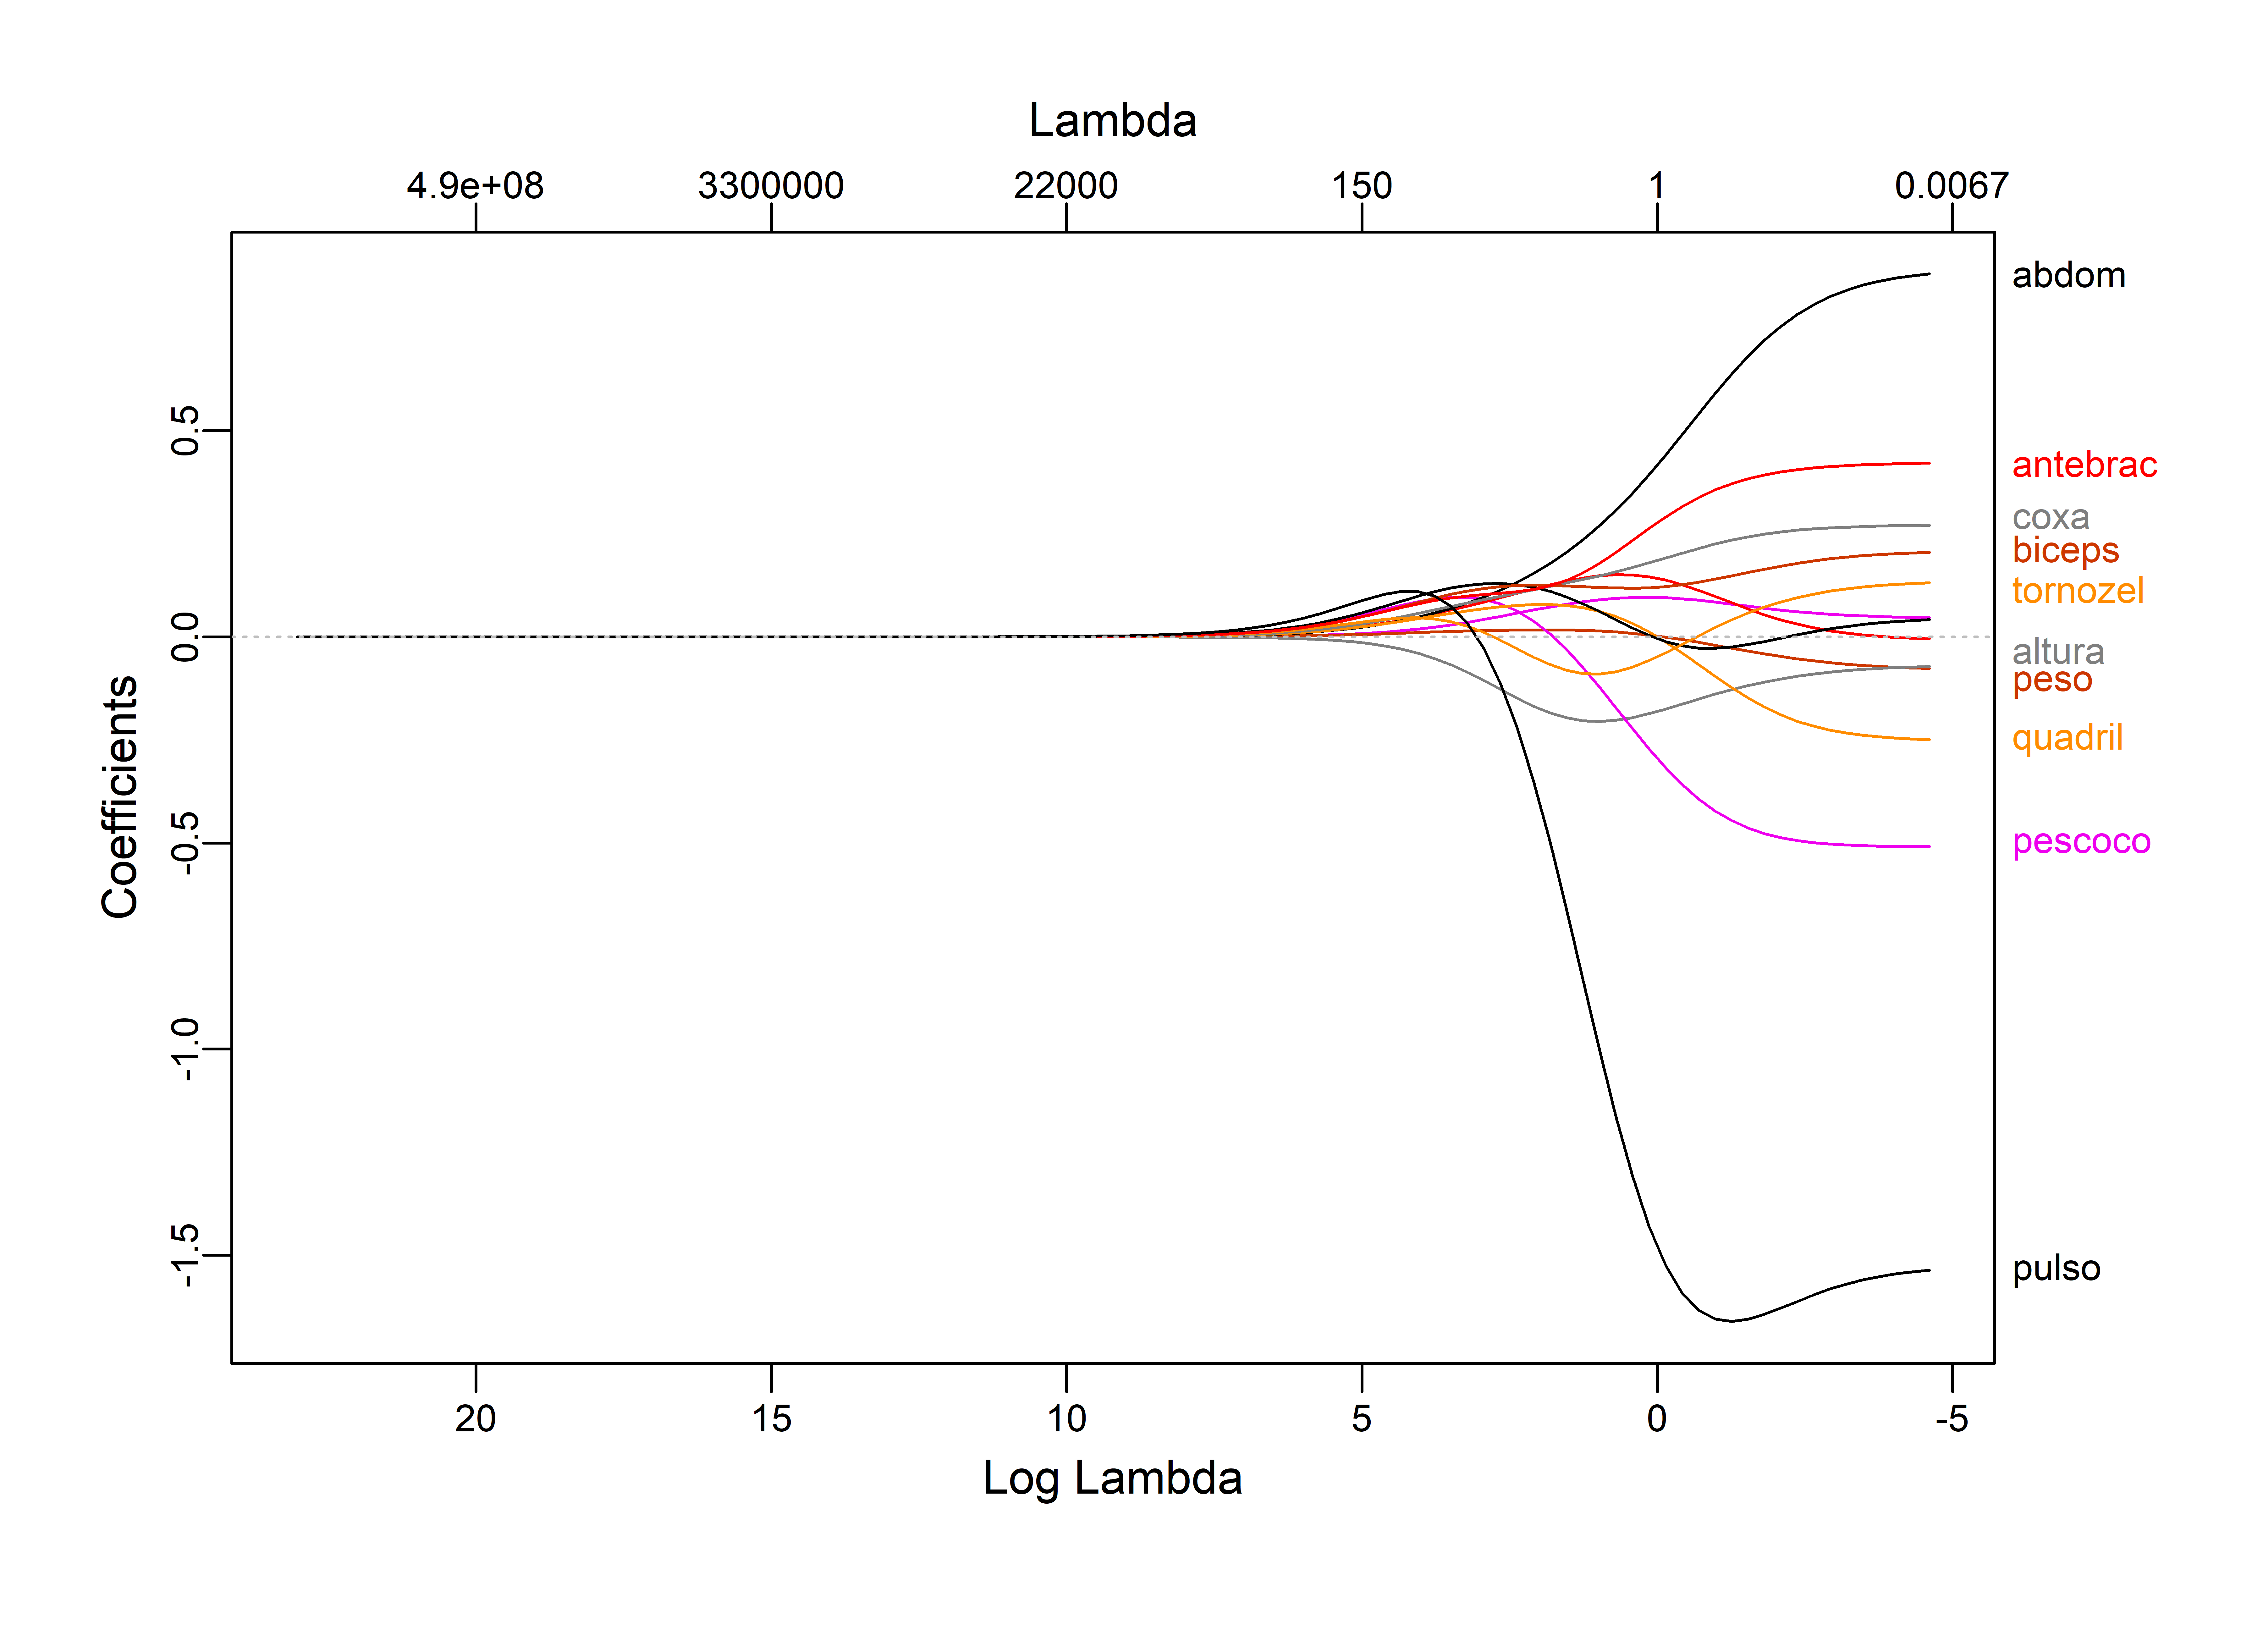 Lambda
4.9e+08 3300000 22000 150 1 0.0067
abdom
0.5
antebrac
coxa
biceps
tornozel
0.0
altura
peso
quadril
Coefficients
-0.5
pescoco
-1.0
-1.5
pulso
20 15 10 5 0 -5
Log Lambda